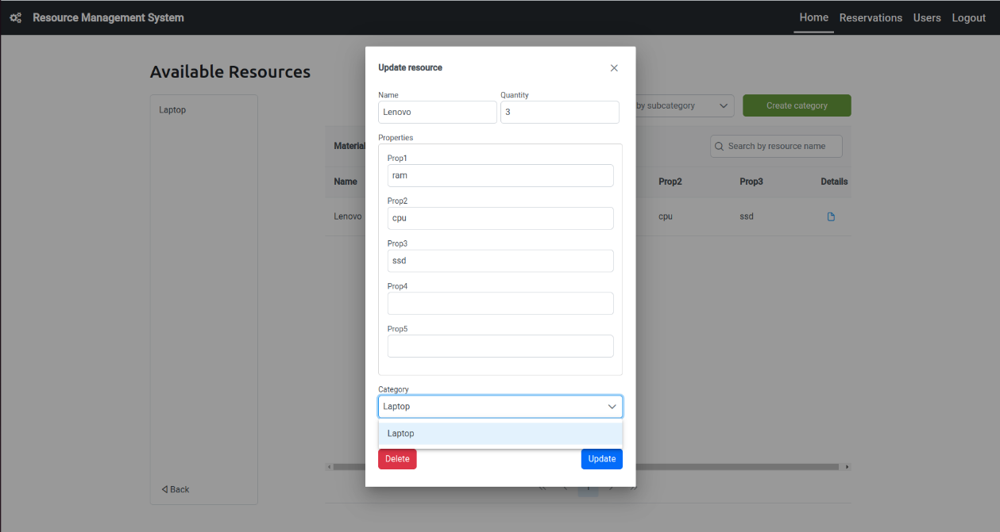 Resource Management System
Home Reservations Users Logout
Available Resources
Laptop
by subcategory
Create category
Material
Search by resource name
Name Prop2 Prop3 Details
Lenovo cpu ssd
Back
Update resource
Name Quantity
Lenovo 3
Properties
Prop1
ram
Prop2
cpu
Prop3
ssd
Prop4
Prop5
Category
Laptop
Laptop
Delete Update